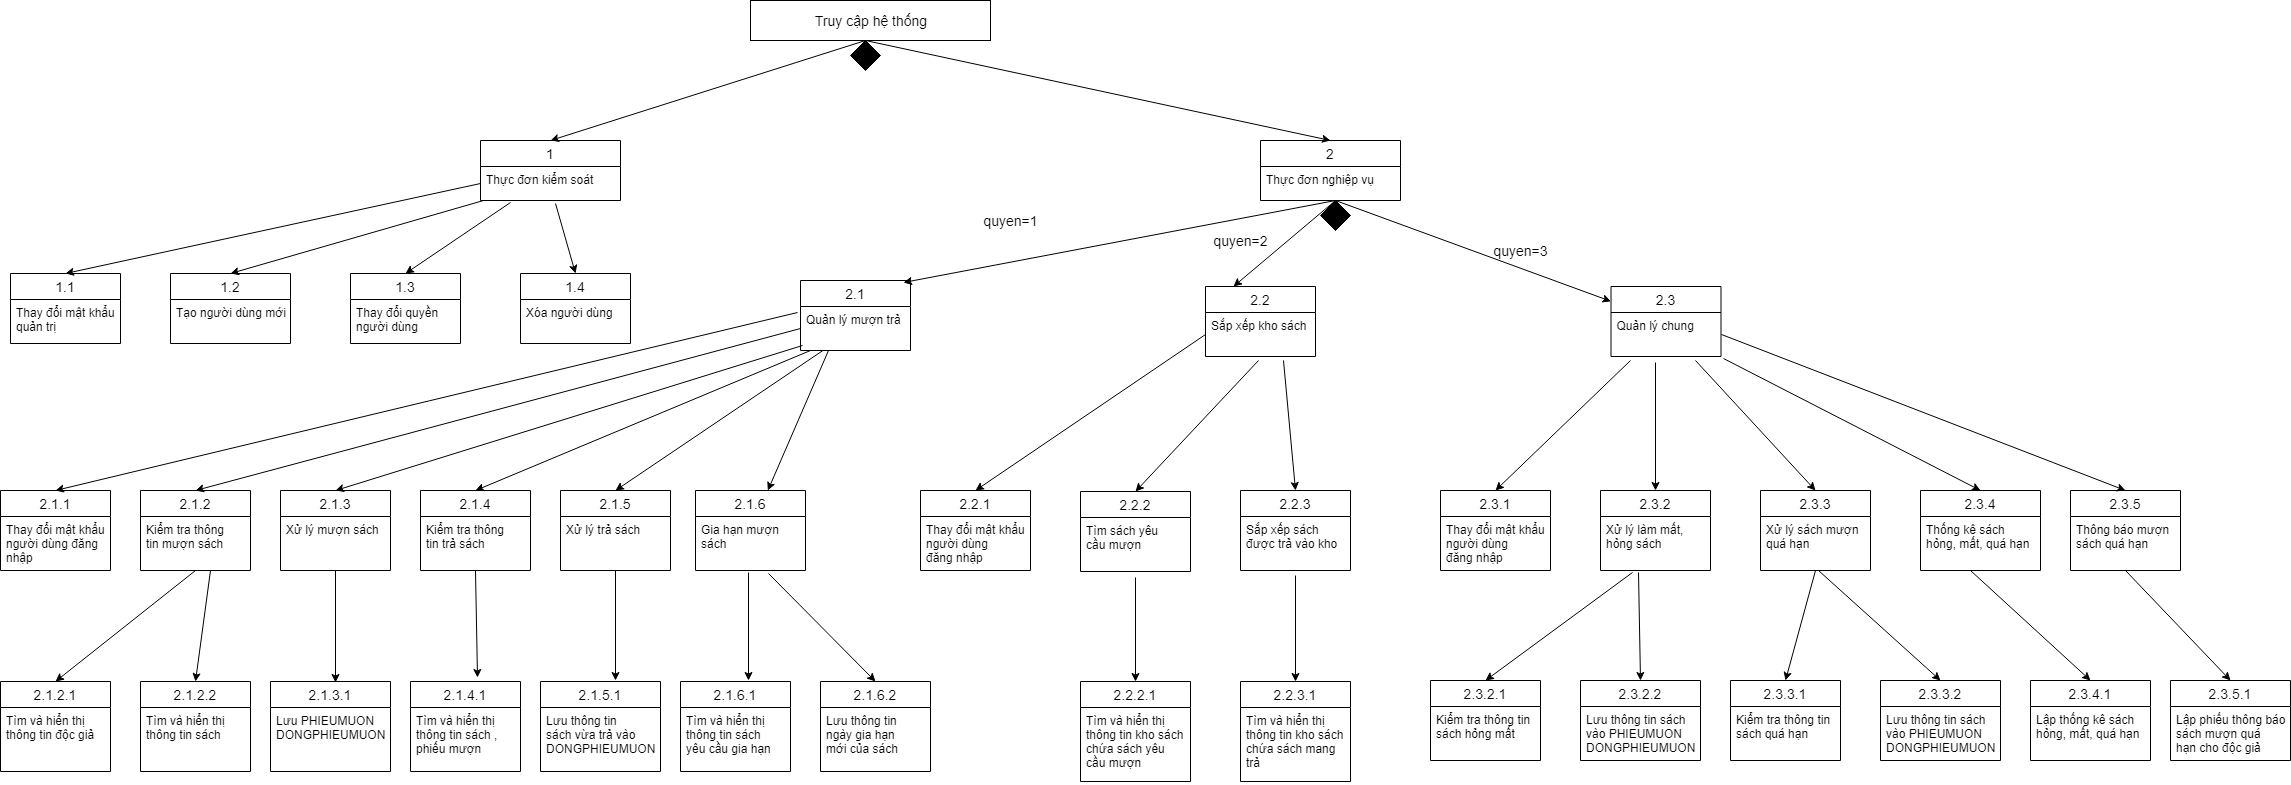 Truy cập hệ thống
1
Thực đơn kiểm soát
2
Thực đơn nghiệp vụ
quyen=1
quyen=2
quyen=3
1.1
Thay đổi mật khẩu
quản trị
1.2
Tạo người dùng mới
1.3
Thay đổi quyền
người dùng
1.4
Xóa người dùng
2.1
Quản lý mượn trả
2.2
Sắp xếp kho sách
2.3
Quản lý chung
2.1.1
Thay đổi mật khẩu
người dùng đăng
nhập
2.1.2
Kiểm tra thông
tin mượn sách
2.1.3
Xử lý mượn sách
2.1.4
Kiểm tra thông
tin trả sách
2.1.5
Xử lý trả sách
2.1.6
Gia hạn mượn
sách
2.2.1
Thay đổi mật khẩu
người dùng
đăng nhập
2.2.2
Tìm sách yêu
cầu mượn
2.2.3
Sắp xếp sách
được trả vào kho
2.3.1
Thay đổi mật khẩu
người dùng
đăng nhập
2.3.2
Xử lý làm mất,
hỏng sách
2.3.3
Xử lý sách mượn
quá hạn
2.3.4
Thống kê sách
hỏng, mất, quá hạn
2.3.5
Thông báo mượn
sách quá hạn
2.1.2.1
Tìm và hiển thị
thông tin độc giả
2.1.2.2
Tìm và hiển thị
thông tin sách
2.1.3.1
Lưu PHIEUMUON
DONGPHIEUMUON
2.1.4.1
Tìm và hiển thị
thông tin sách ,
phiếu mượn
2.1.5.1
Lưu thông tin
sách vừa trả vào
DONGPHIEUMUON
2.1.6.1
Tìm và hiển thị
thông tin sách
yêu cầu gia hạn
2.1.6.2
Lưu thông tin
ngày gia hạn
mới của sách
2.2.2.1
Tìm và hiển thị
thông tin kho sách
chứa sách yêu
cầu mượn
2.2.3.1
Tìm và hiển thị
thông tin kho sách
chứa sách mang
trả
2.3.2.1
Kiểm tra thông tin
sách hỏng mất
2.3.2.2
Lưu thông tin sách
vào PHIEUMUON
DONGPHIEUMUON
2.3.3.1
Kiểm tra thông tin
sách quá hạn
2.3.3.2
Lưu thông tin sách
vào PHIEUMUON
DONGPHIEUMUON
2.3.4.1
Lập thống kê sách
hỏng, mất, quá hạn
2.3.5.1
Lập phiếu thông báo
sách mượn quá
hạn cho độc giả